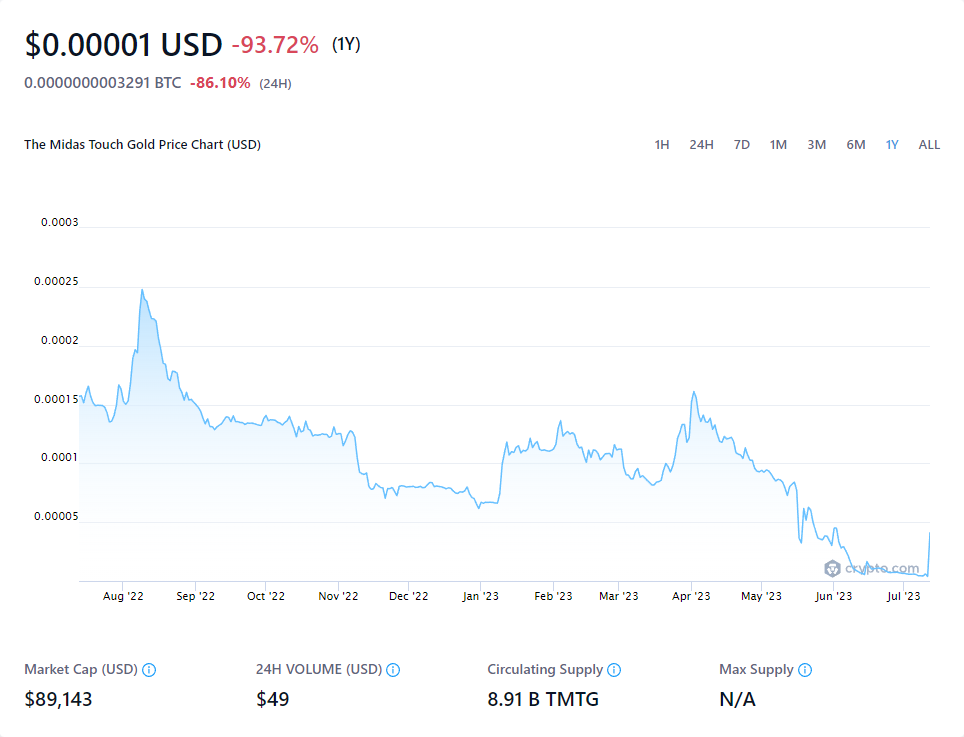 $0.00001 USD -93.72% (1Y)
0.0000000003291 BTC -86.10% (24H)
The Midas Touch Gold Price Chart (USD)
1H 24H 7D 1M 3M 6M 1Y ALL
0.0003
0.00025
0.0002
0.00015
0.0001
0.00005
crypto.com
Aug '22 Sep '22 Oct '22 Nov '22 Dec '22 Jan '23 Feb '23 Mar '23 Apr '23 May '23 Jun '23 Jul '23
Market Cap (USD) 24H VOLUME (USD) Circulating Supply Max Supply
$89,143 $49 8.91 B TMTG N/A